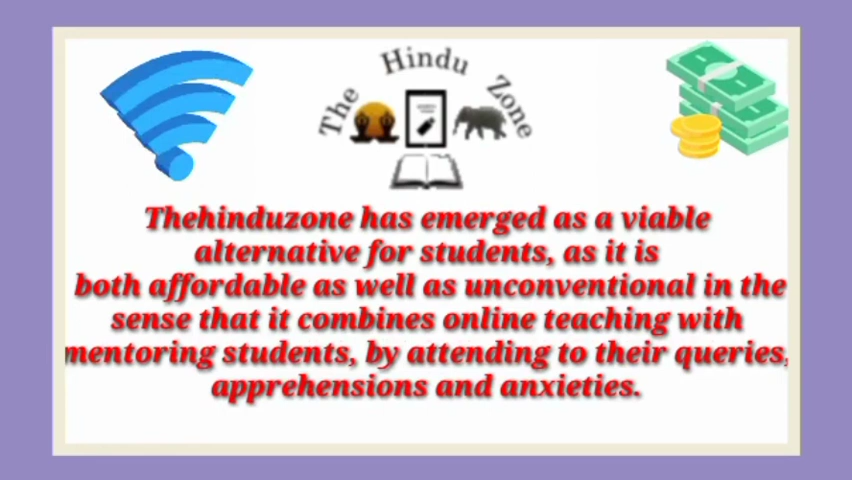 The Hindu Zone
Thehinduzone has emerged as a viable
alternative for students, as it is
both affordable as well as unconventional in the
sense that it combines online teaching with
mentoring students, by attending to their queries,
apprehensions and anxieties.